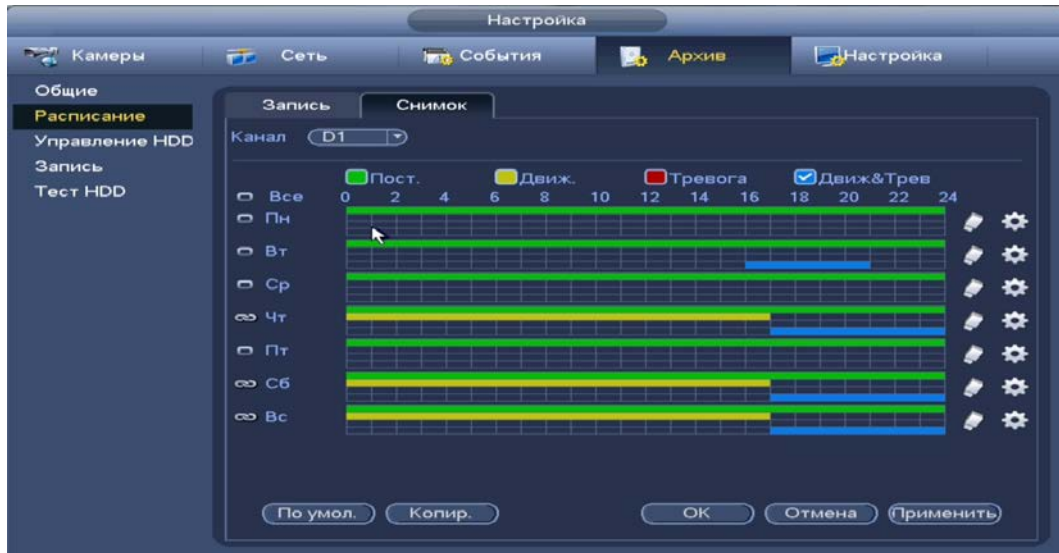 Настройка
Камеры Сеть События Архив Настройка
Общие
Расписание
Управление HDD
Запись
Тест HDD
Запись Снимок
Канал D1
Пост. Движ. Тревога Движ&Трев
Все 0 2 4 6 8 10 12 14 16 18 20 22 24
Пн
Вт
Ср
Чт
Пт
Сб
Вс
По умол. Копир. ОК Отмена Применить